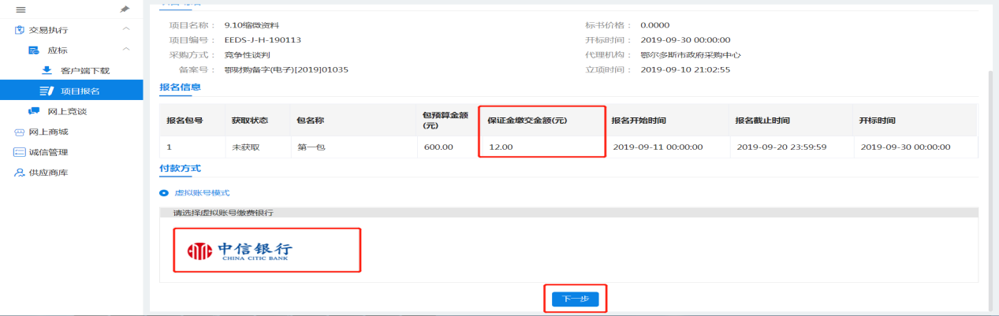 交易执行
应标
客户端下载
项目报名
网上竞谈
网上商城
诚信管理
供应商库
项目名称： 9.10缩微资料 标书价格： 0.0000
项目编号： EEDS-J-H-190113 开标时间： 2019-09-30 00:00:00
采购方式： 竞争性谈判 代理机构： 鄂尔多斯市政府采购中心
备案号： 鄂财购备字(电子)[2019]01035 立项时间： 2019-09-10 21:02:55
报名信息
报名包号 获取状态 包名称 包预算金额(元) 保证金缴交金额(元) 报名开始时间 报名截止时间 开标时间
1 未获取 第一包 600.00 12.00 2019-09-11 00:00:00 2019-09-20 23:59:59 2019-09-30 00:00:00
付款方式
虚拟账号模式
请选择虚拟账号缴费银行
中信银行
CHINA CITIC BANK
下一步